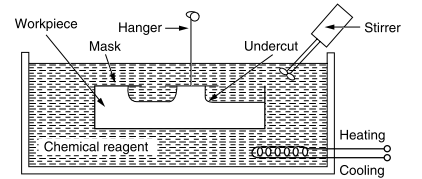 Workpiece
Hanger
Stirrer
Mask
Undercut
Chemical reagent
Heating
Cooling